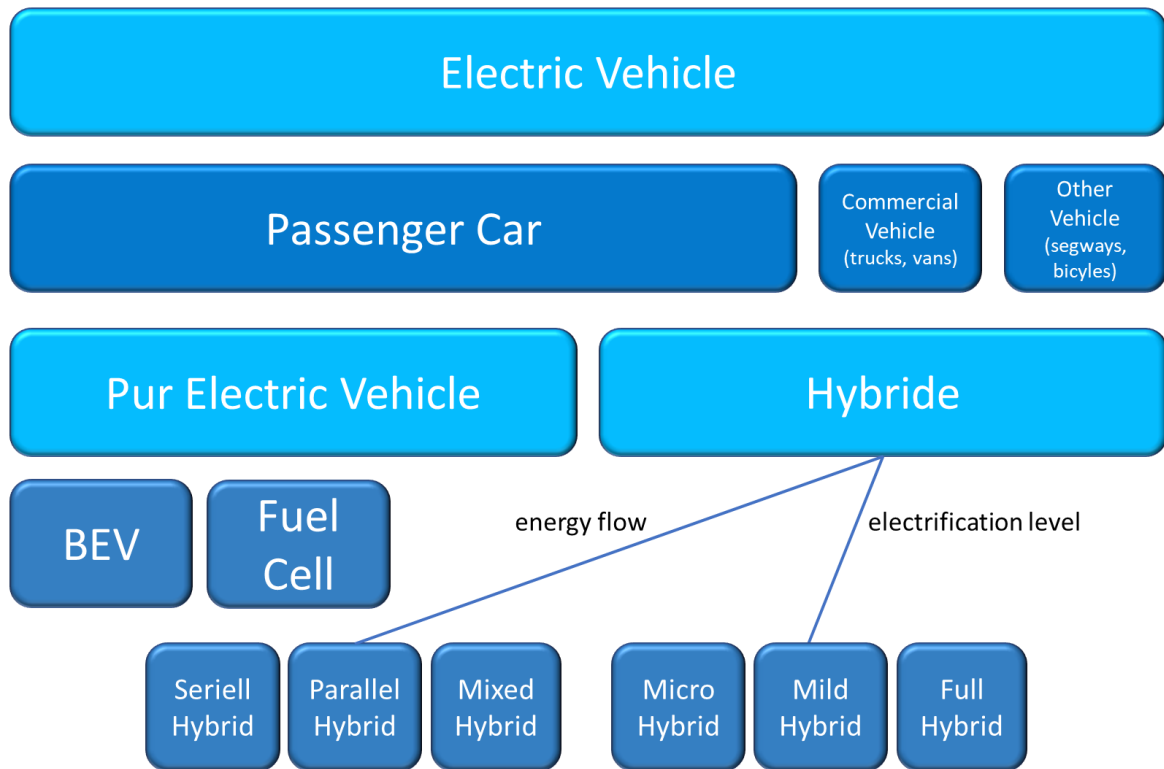 Electric Vehicle
Passenger Car
Commercial
Vehicle
(trucks, vans)
Other
Vehicle
(segways,
bicyles)
Pur Electric Vehicle
Hybride
BEV
Fuel
Cell
energy flow
electrification level
Seriell
Hybrid
Parallel
Hybrid
Mixed
Hybrid
Micro
Hybrid
Mild
Hybrid
Full
Hybrid